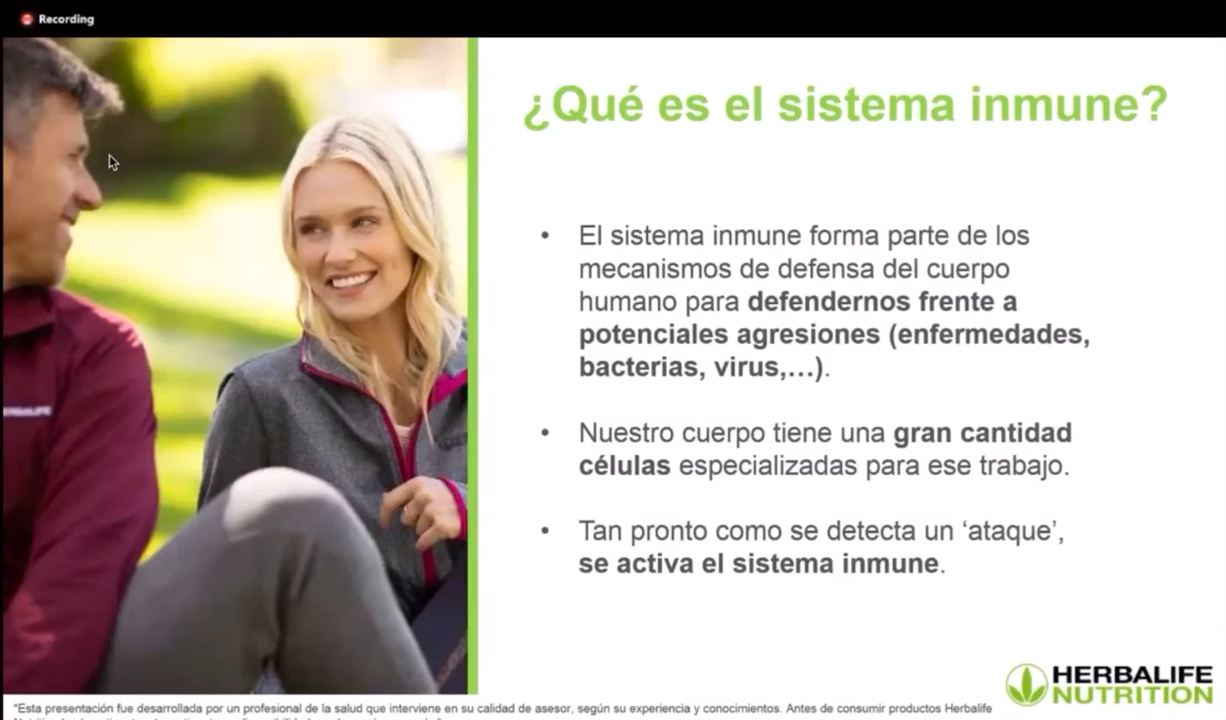 Recording
¿Qué es el sistema inmune?
• El sistema inmune forma parte de los
mecanismos de defensa del cuerpo
humano para defendernos frente a
potenciales agresiones (enfermedades,
bacterias, virus,...).
• Nuestro cuerpo tiene una gran cantidad
células especializadas para ese trabajo.
• Tan pronto como se detecta un ‘ataque’,
se activa el sistema inmune.
HERBALIFE
NUTRITION
"Esta presentación fue desarrollada por un profesional de la salud que interviene en su calidad de asesor, según su experiencia y conocimientos. Antes de consumir productos Herbalife